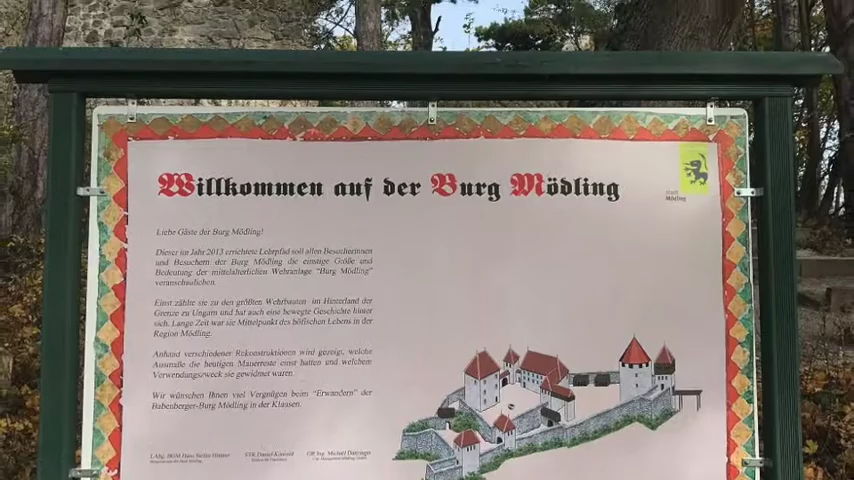 Willkommen auf der Burg Mödling
stadt
Mödling
Liebe Gäste der Burg Mödling!
Dieser im Jahr 2013 errichtete Lehrpfad soll allen Besucherinnen
und Besuchern der Burg Mödling die einstige Größe und
Bedeutung der mittelalterlichen Wehranlage "Burg Mödling"
veranschaulichen.
Einst zählte sie zu den größten Wehrbauten im Hinterland der
Grenze zu Ungarn und hat auch eine bewegte Geschichte hinter
sich. Lange Zeit war sie Mittelpunkt des höfischen Lebens in der
Region Mödling.
Anhand verschiedener Rekonstruktionen wird gezeigt, welche
Ausmaße die heutigen Mauerreste einst hatten und welchem
Verwendungszweck sie gewidmet waren.
Wir wünschen Ihnen viel Vergnügen beim "Erwandern" der
Babenberger-Burg Mödling in der Klausen.
LAbg. BGM Hans Stefan Hintner
STR Daniel Könczöl
GR Ing. Michael Danzinger